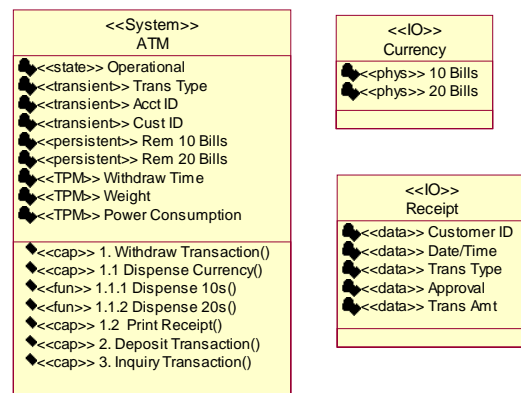 <<System>>
ATM
<<state>> Operational
<<transient>> Trans Type
<<transient>> Acct ID
<<transient>> Cust ID
<<persistent>> Rem 10 Bills
<<persistent>> Rem 20 Bills
<<TPM>> Withdraw Time
<<TPM>> Weight
<<TPM>> Power Consumption
<<cap>> 1. Withdraw Transaction()
<<cap>> 1.1 Dispense Currency()
<<fun>> 1.1.1 Dispense 10s()
<<fun>> 1.1.2 Dispense 20s()
<<cap>> 1.2 Print Receipt()
<<cap>> 2. Deposit Transaction()
<<cap>> 3. Inquiry Transaction()
<<IO>>
Currency
<<phys>> 10 Bills
<<phys>> 20 Bills
<<IO>>
Receipt
<<data>> Customer ID
<<data>> Date/Time
<<data>> Trans Type
<<data>> Approval
<<data>> Trans Amt